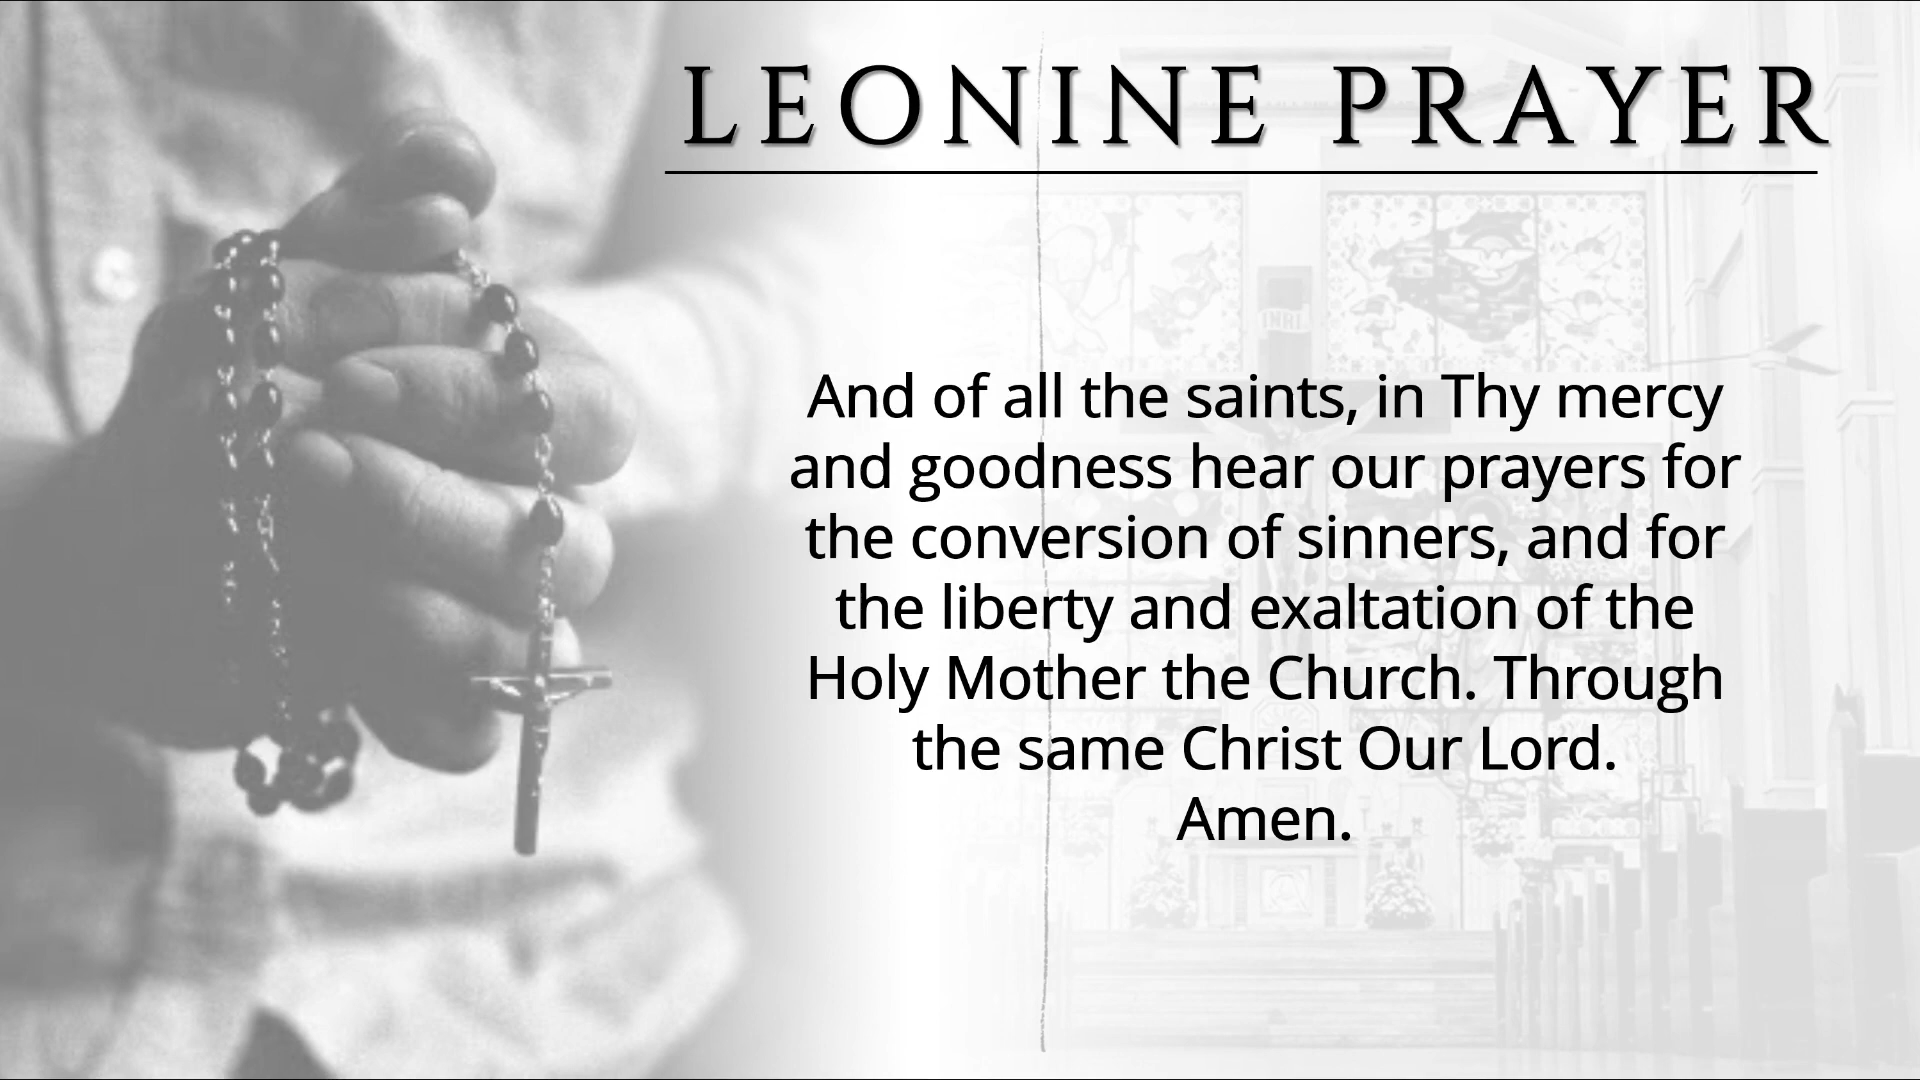 LEONINE PRAYER
And of all the saints, in Thy mercy
and goodness hear our prayers for
the conversion of sinners, and for
the liberty and exaltation of the
Holy Mother the Church. Through
the same Christ Our Lord.
Amen.
INRI